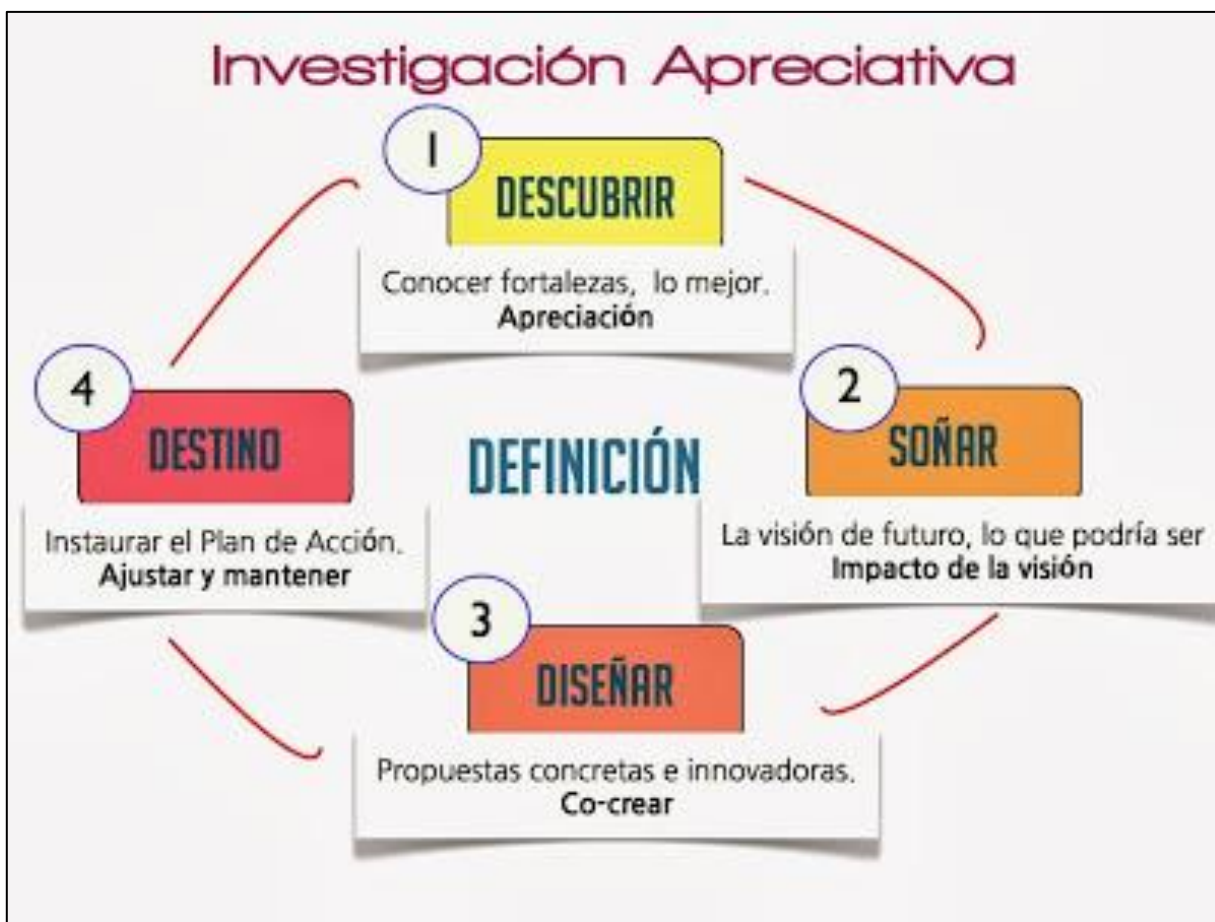 Investigación Apreciativa
1
DESCUBRIR
Conocer fortalezas, lo mejor.
Apreciación
2
SOÑAR
La visión de futuro, lo que podría ser
Impacto de la visión
3
DISEÑAR
Propuestas concretas e innovadoras.
Co-crear
4
DESTINO
Instaurar el Plan de Acción.
Ajustar y mantener
DEFINICIÓN